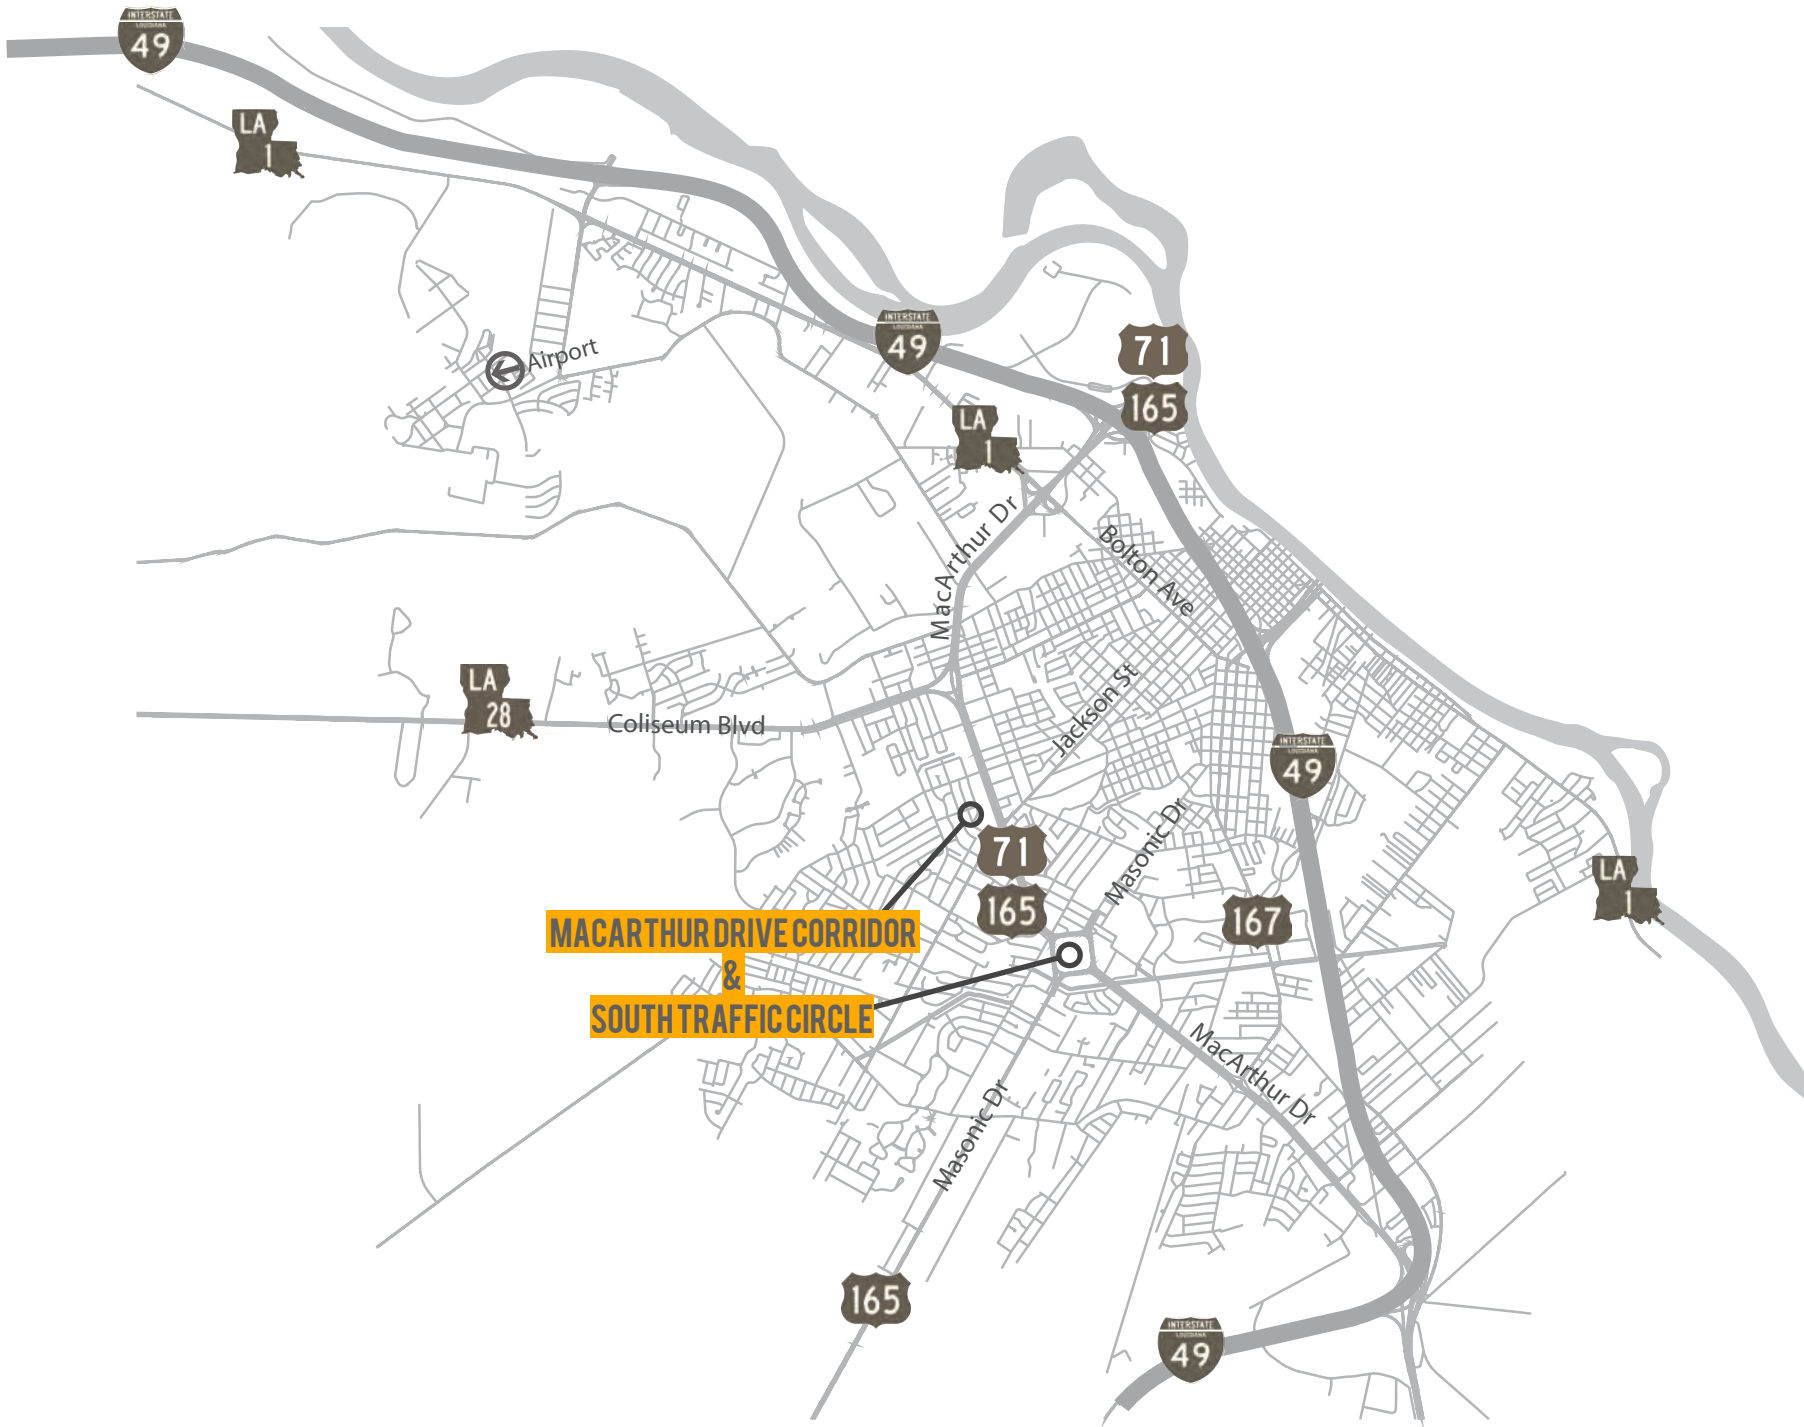 INTERSTATE
LOUISIANA
49
LA
1
Airport
INTERSTATE
LOUISIANA
49
71
165
LA
1
MacArthur Dr
Bolton Ave
LA
28
Coliseum Blvd
Jackson St
INTERSTATE
LOUISIANA
49
Masonic Dr
71
165
167
LA
1
MACARTHUR DRIVE CORRIDOR
&
SOUTH TRAFFIC CIRCLE
MacArthur Dr
Masonic Dr
165
INTERSTATE
LOUISIANA
49